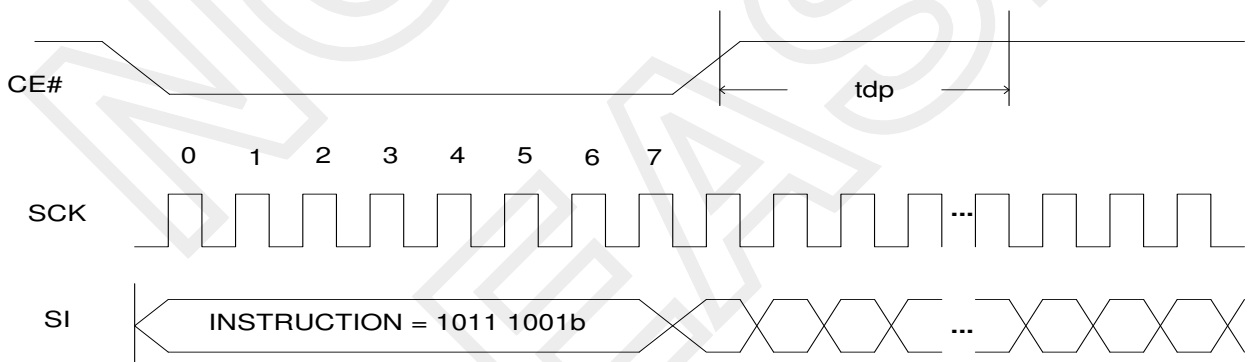 CE#
tdp
0 1 2 3 4 5 6 7
SCK
...
SI
INSTRUCTION = 1011 1001b
...